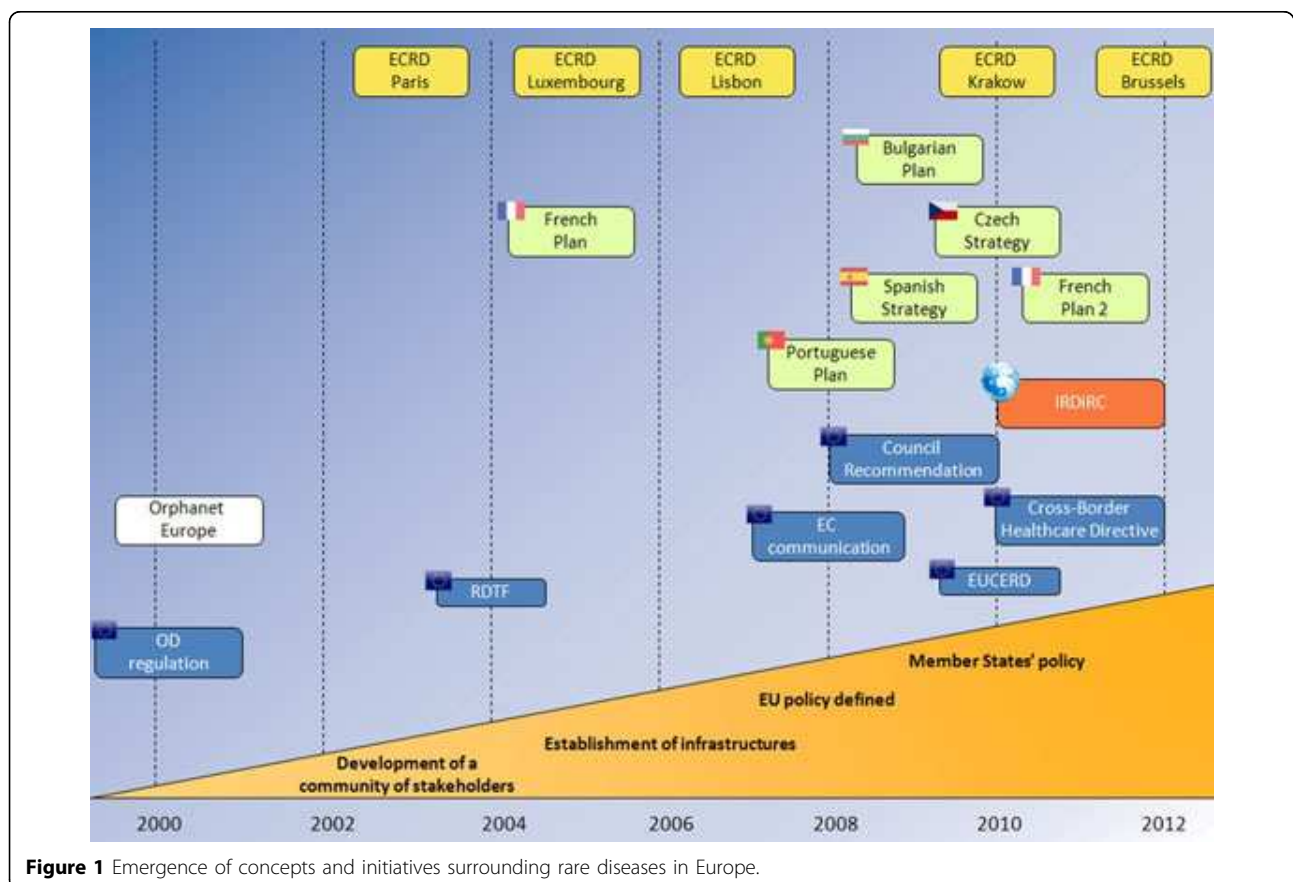 ECRD
Paris
ECRD
Luxembourg
ECRD
Lisbon
ECRD
Krakow
ECRD
Brussels
Bulgarian
Plan
French
Plan
Czech
Strategy
Spanish
Strategy
French
Plan 2
Portuguese
Plan
IRDiRC
Council
Recommendation
Orphanet
Europe
EC
communication
Cross-Border
Healthcare Directive
RDTF
EUCERD
OD
regulation
Member States' policy
EU policy defined
Establishment of infrastructures
Development of a
community of stakeholders
2000
2002
2004
2006
2008
2010
2012
Figure 1 Emergence of concepts and initiatives surrounding rare diseases in Europe.